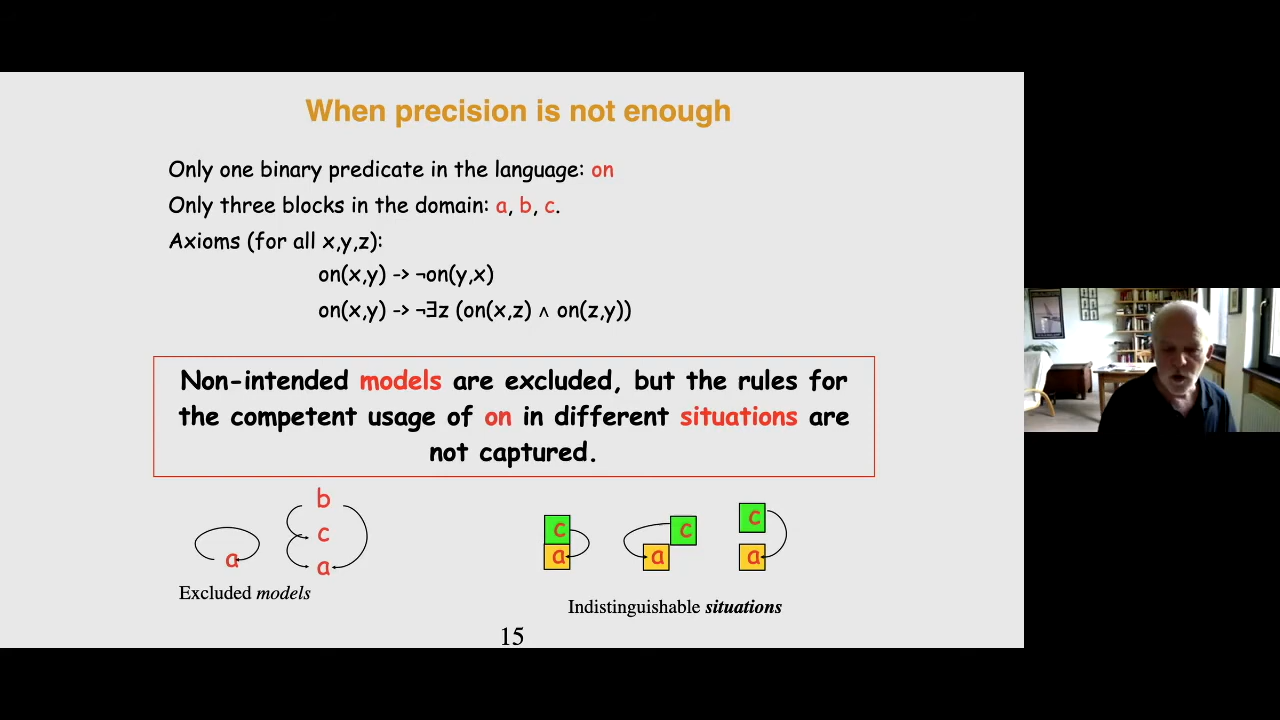 When precision is not enough
Only one binary predicate in the language: on
Only three blocks in the domain: a, b, c.
Axioms (for all x,y,z):
on(x,y) -> ¬on(y,x)
on(x,y) -> ¬∃z (on(x,z) ∧ on(z,y))
Non-intended models are excluded, but the rules for
the competent usage of on in different situations are
not captured.
b
c
a
a
Excluded models
c
a
c
a
c
a
Indistinguishable situations
15